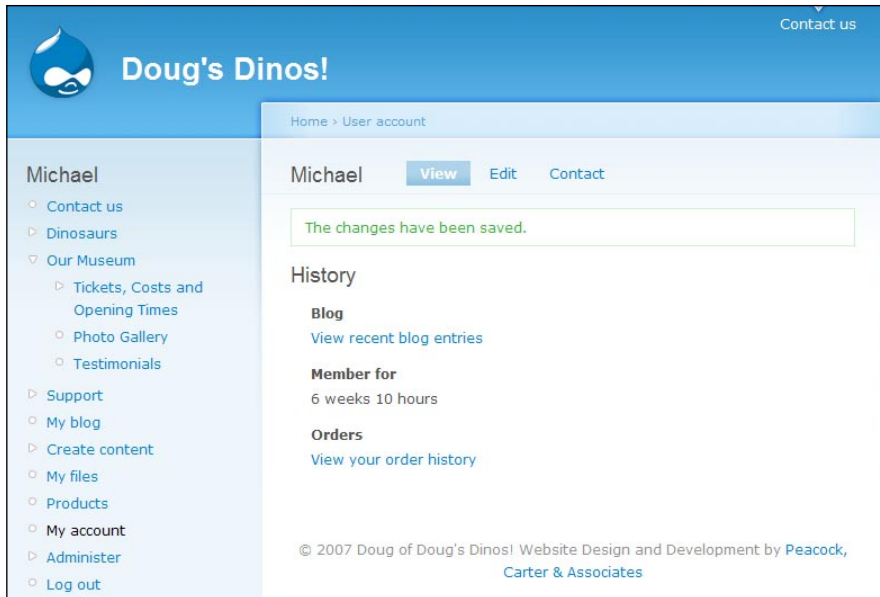 Contact us
Doug's Dinos!
Home › User account
Michael
Contact us
Dinosaurs
Our Museum
Tickets, Costs and
Opening Times
Photo Gallery
Testimonials
Support
My blog
Create content
My files
Products
My account
Administer
Log out
Michael View Edit Contact
The changes have been saved.
History
Blog
View recent blog entries
Member for
6 weeks 10 hours
Orders
View your order history
© 2007 Doug of Doug's Dinos! Website Design and Development by Peacock,
Carter & Associates